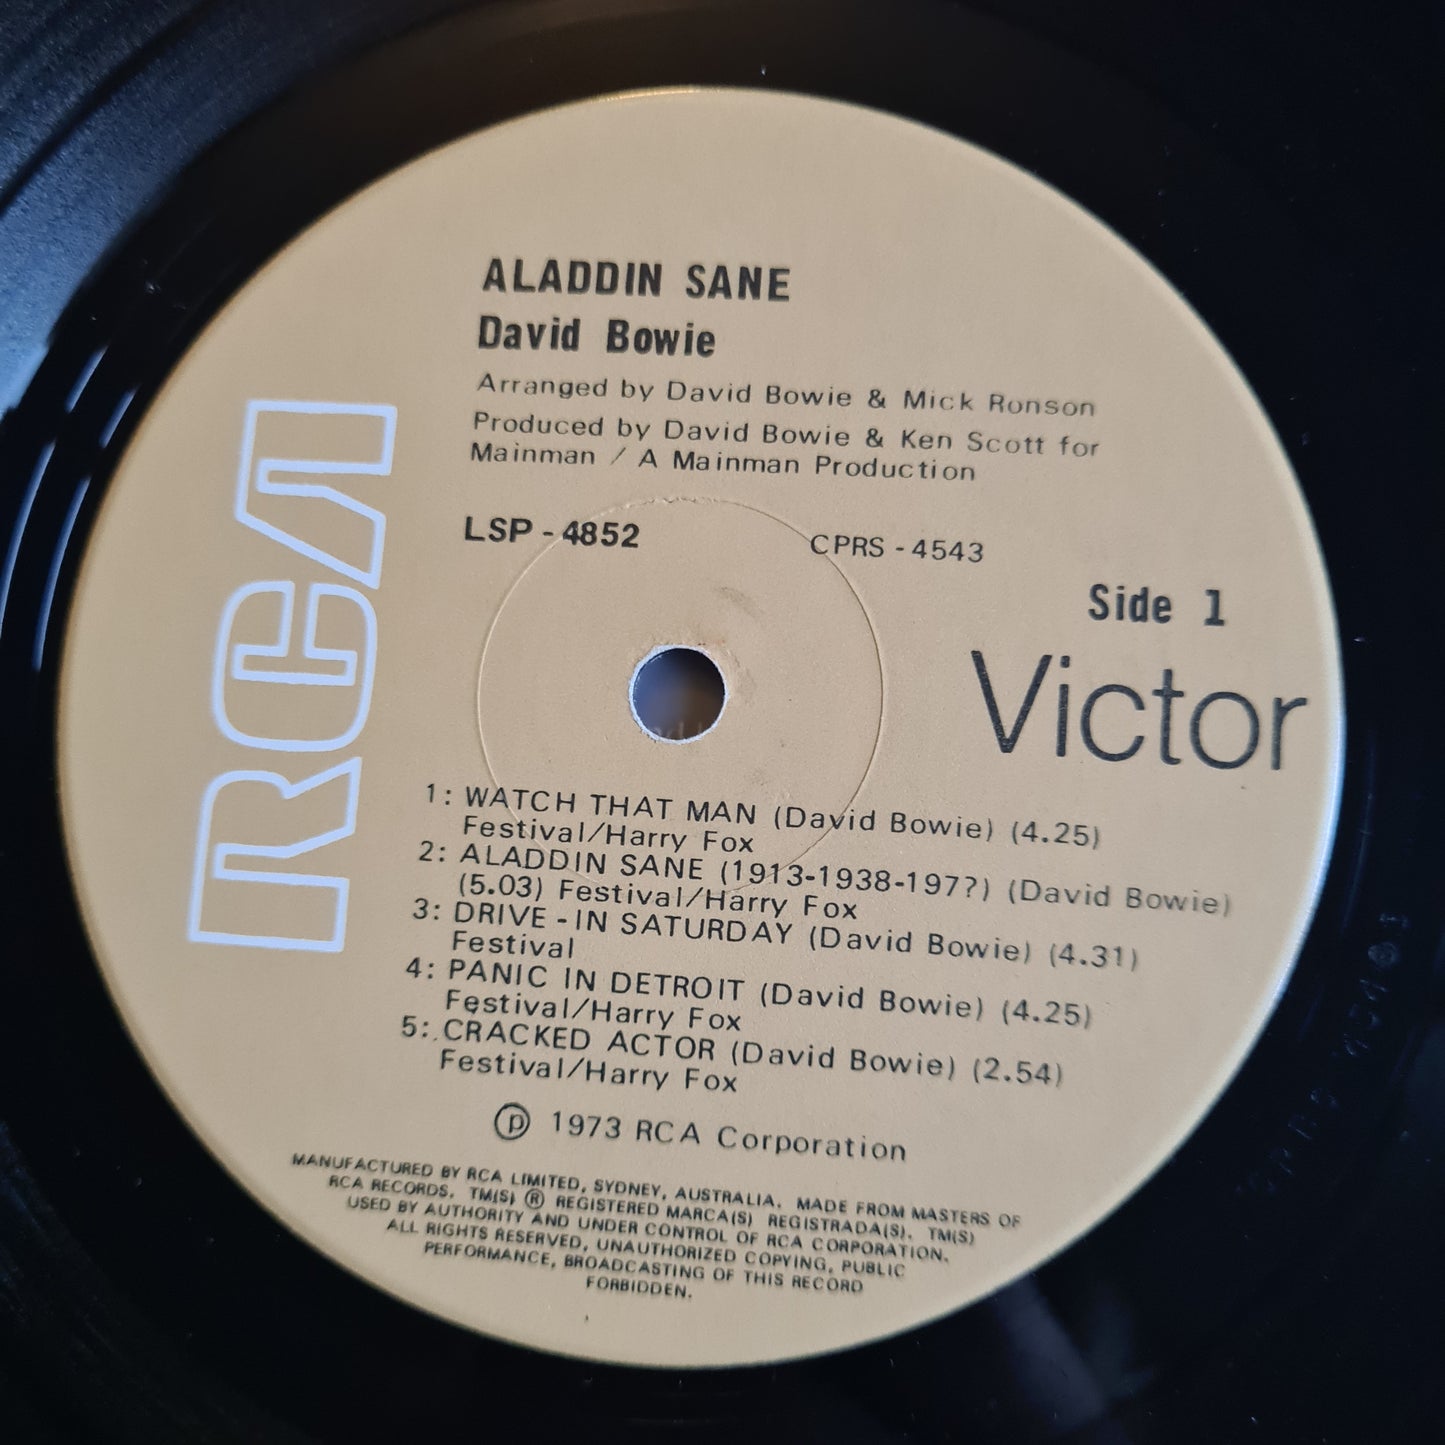 ALADDIN SANE
David Bowie
Arranged by David Bowie & Mick Ronson
Produced by David Bowie & Ken Scott for
Mainman / A Mainman Production
LSP - 4852 CPRS - 4543
Side 1
RCA Victor
1: WATCH THAT MAN (David Bowie) (4.25)
Festival/Harry Fox
2: ALADDIN SANE (1913-1938-197?) (David Bowie)
(5.03) Festival/Harry Fox
3: DRIVE - IN SATURDAY (David Bowie) (4.31)
Festival
4: PANIC IN DETROIT (David Bowie) (4.25)
Festival/Harry Fox
5: CRACKED ACTOR (David Bowie) (2.54)
Festival/Harry Fox
℗ 1973 RCA Corporation
MANUFACTURED BY RCA LIMITED, SYDNEY, AUSTRALIA. MADE FROM MASTERS OF
RCA RECORDS. TM(S) ® REGISTERED MARCA(S) REGISTRADA(S). TM(S)
USED BY AUTHORITY AND UNDER CONTROL OF RCA CORPORATION.
ALL RIGHTS RESERVED, UNAUTHORIZED COPYING, PUBLIC
PERFORMANCE, BROADCASTING OF THIS RECORD
FORBIDDEN.